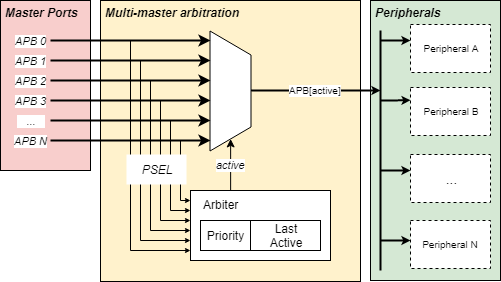 Master Ports
Multi-master arbitration
Peripherals
APB 0
APB 1
APB 2
APB 3
...
APB N
PSEL
active
APB[active]
Arbiter
Priority
Last
Active
Peripheral A
Peripheral B
...
Peripheral N